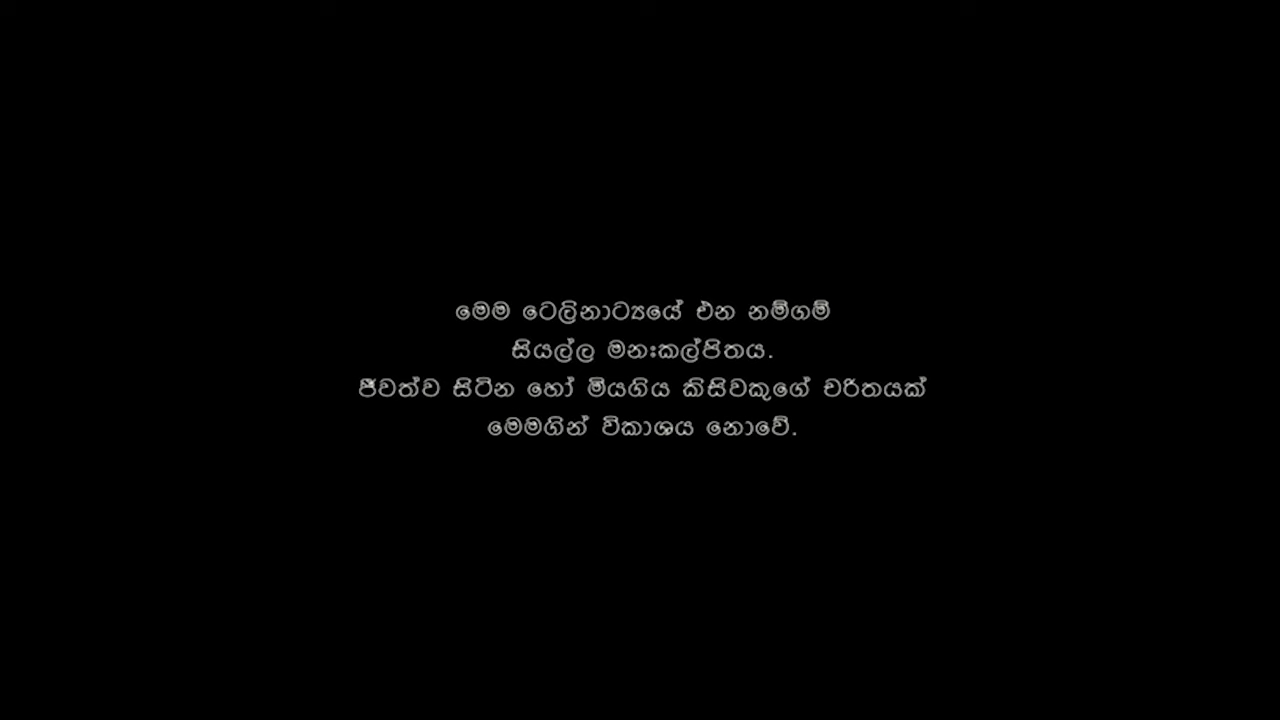 මෙම ටෙලිනාට්‍යයේ එන නම්ගම්
සියල්ල මනඃකල්පිතය.
ජීවත්ව සිටින හෝ මියගිය කිසිවකුගේ චරිතයක්
මෙමගින් විකාශය නොවේ.